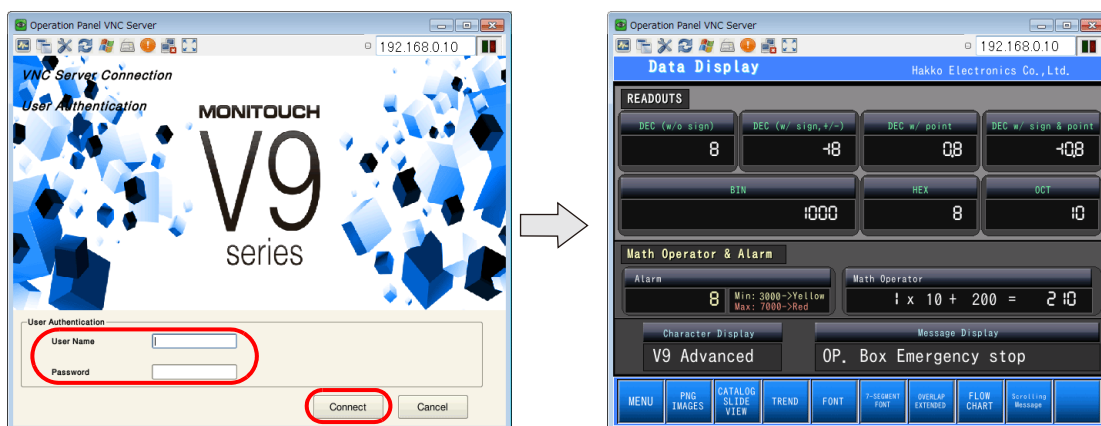 Operation Panel VNC Server
192.168.0.10
VNC Server Connection
User Authentication
MONITOUCH
V9
series
User Authentication
User Name
Password
Connect
Cancel
Operation Panel VNC Server
192.168.0.10
Data Display
Hakko Electronics Co.,Ltd.
READOUTS
DEC (w/o sign)
DEC (w/ sign,+/-)
DEC w/ point
DEC w/ sign & point
8
-18
0.8
-10.8
BIN
HEX
OCT
1000
8
10
Math Operator & Alarm
Alarm
Math Operator
8
Min: 3000->Yellow
Max: 7000->Red
1 x 10 + 200 = 210
Character Display
Message Display
V9 Advanced
OP. Box Emergency stop
MENU
PNG IMAGES
CATALOG SLIDE VIEW
TREND
FONT
7-SEGMENT FONT
OVERLAP EXTENDED
FLOW CHART
Scrolling Message